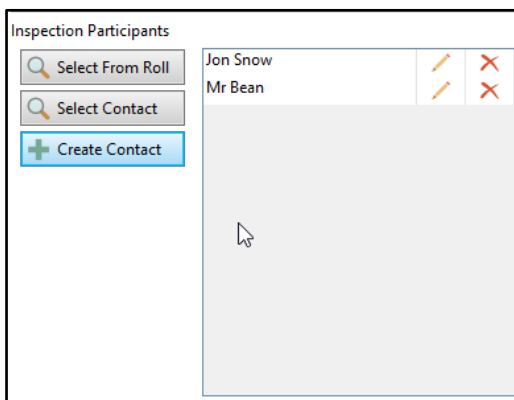 Inspection Participants
Select From Roll
Select Contact
Create Contact
Jon Snow
Mr Bean